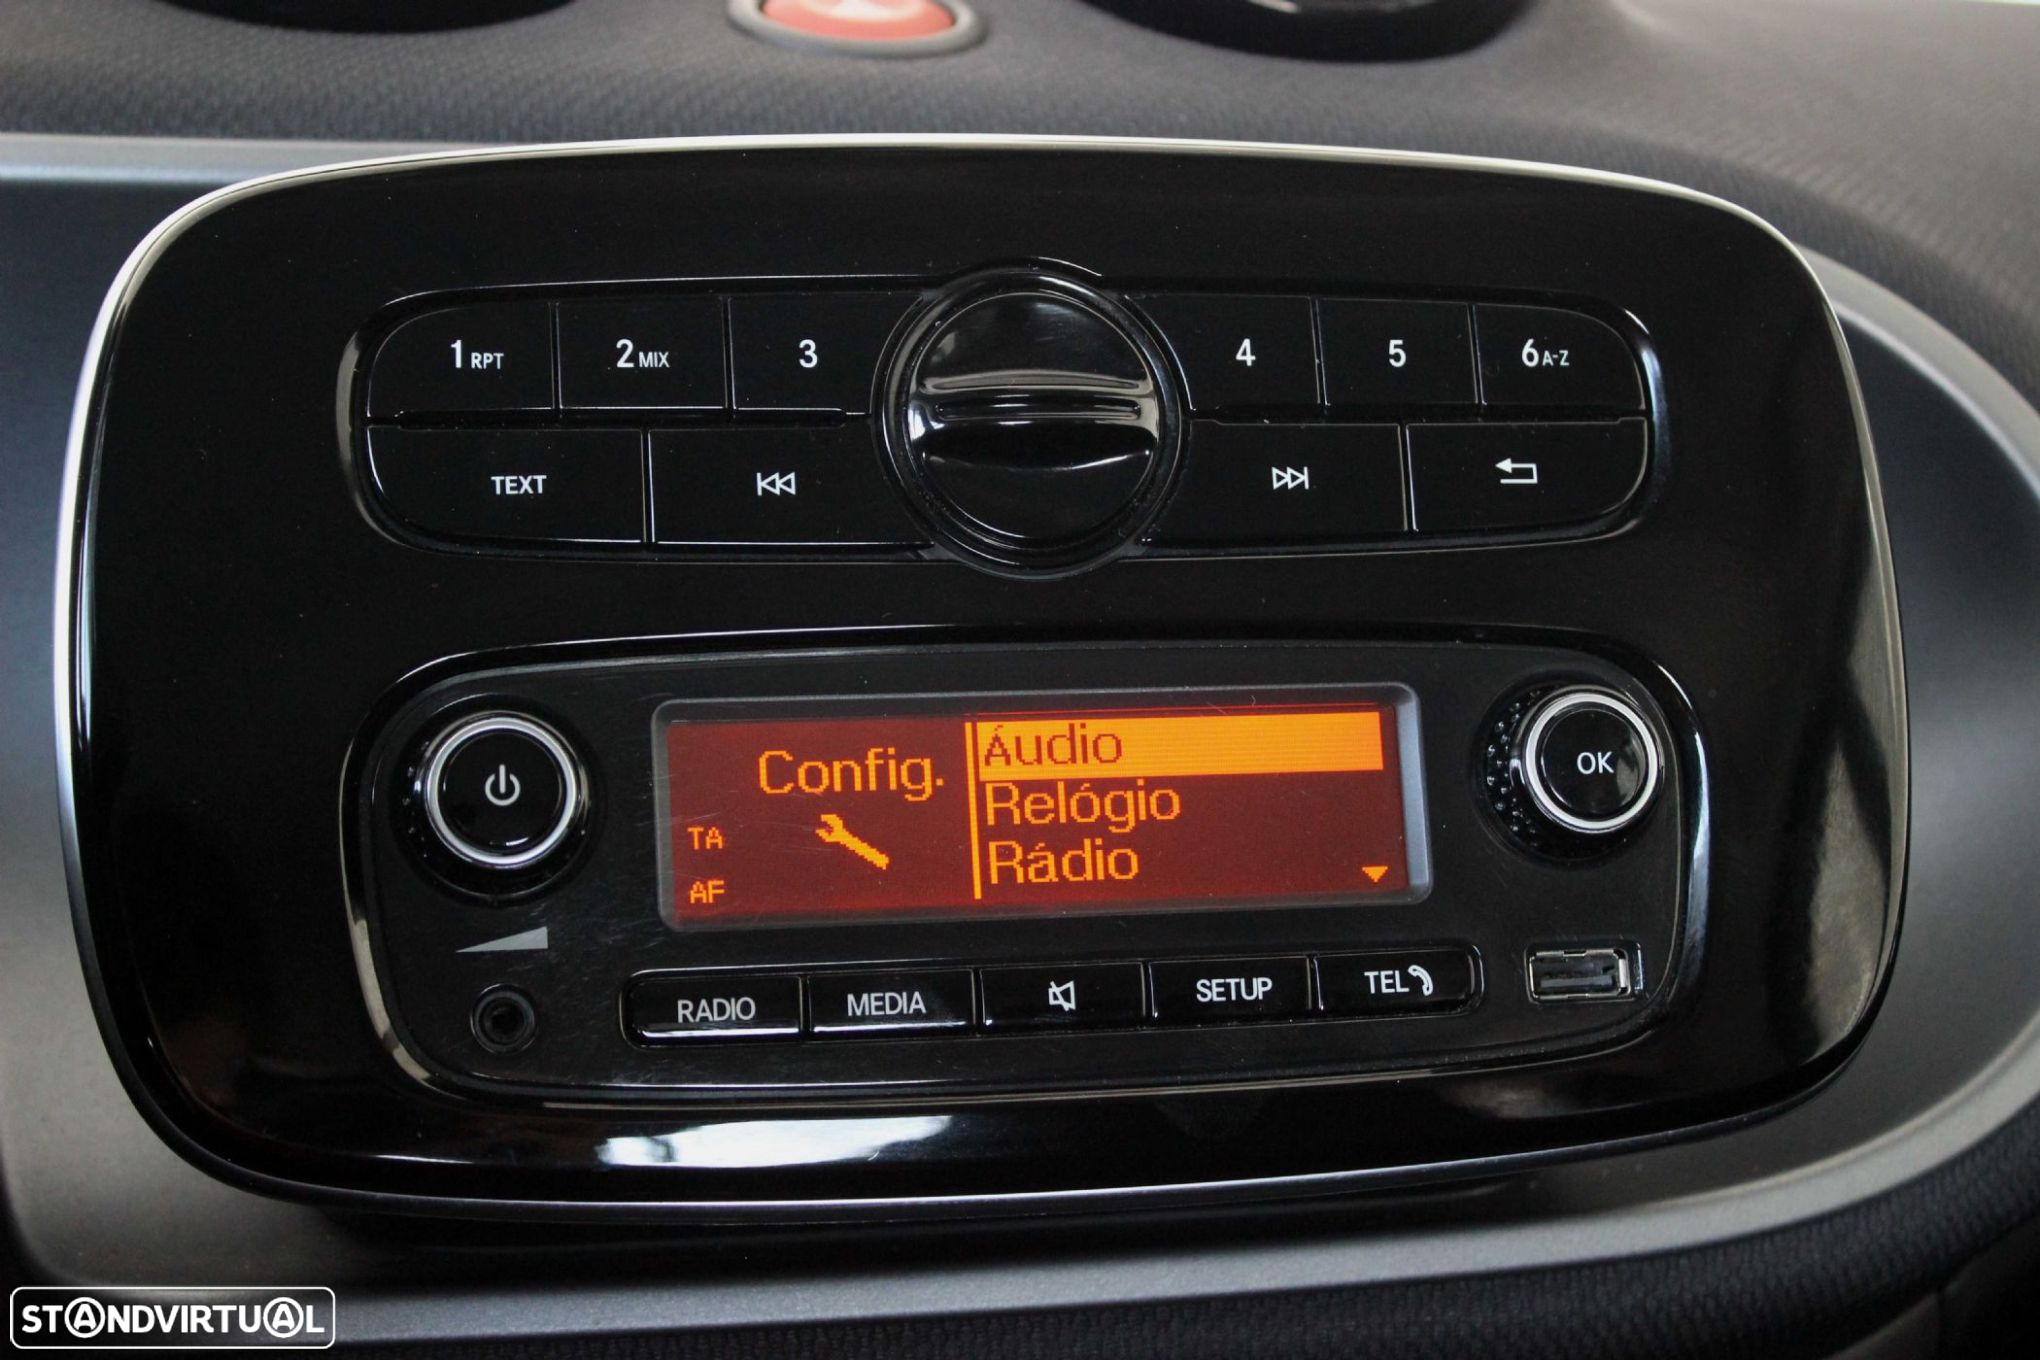 1 RPT 2 MIX 3 4 5 6 A-Z
TEXT
Config. Áudio
Relógio
TA Rádio
AF
OK
RADIO MEDIA SETUP TEL
STANDVIRTUAL